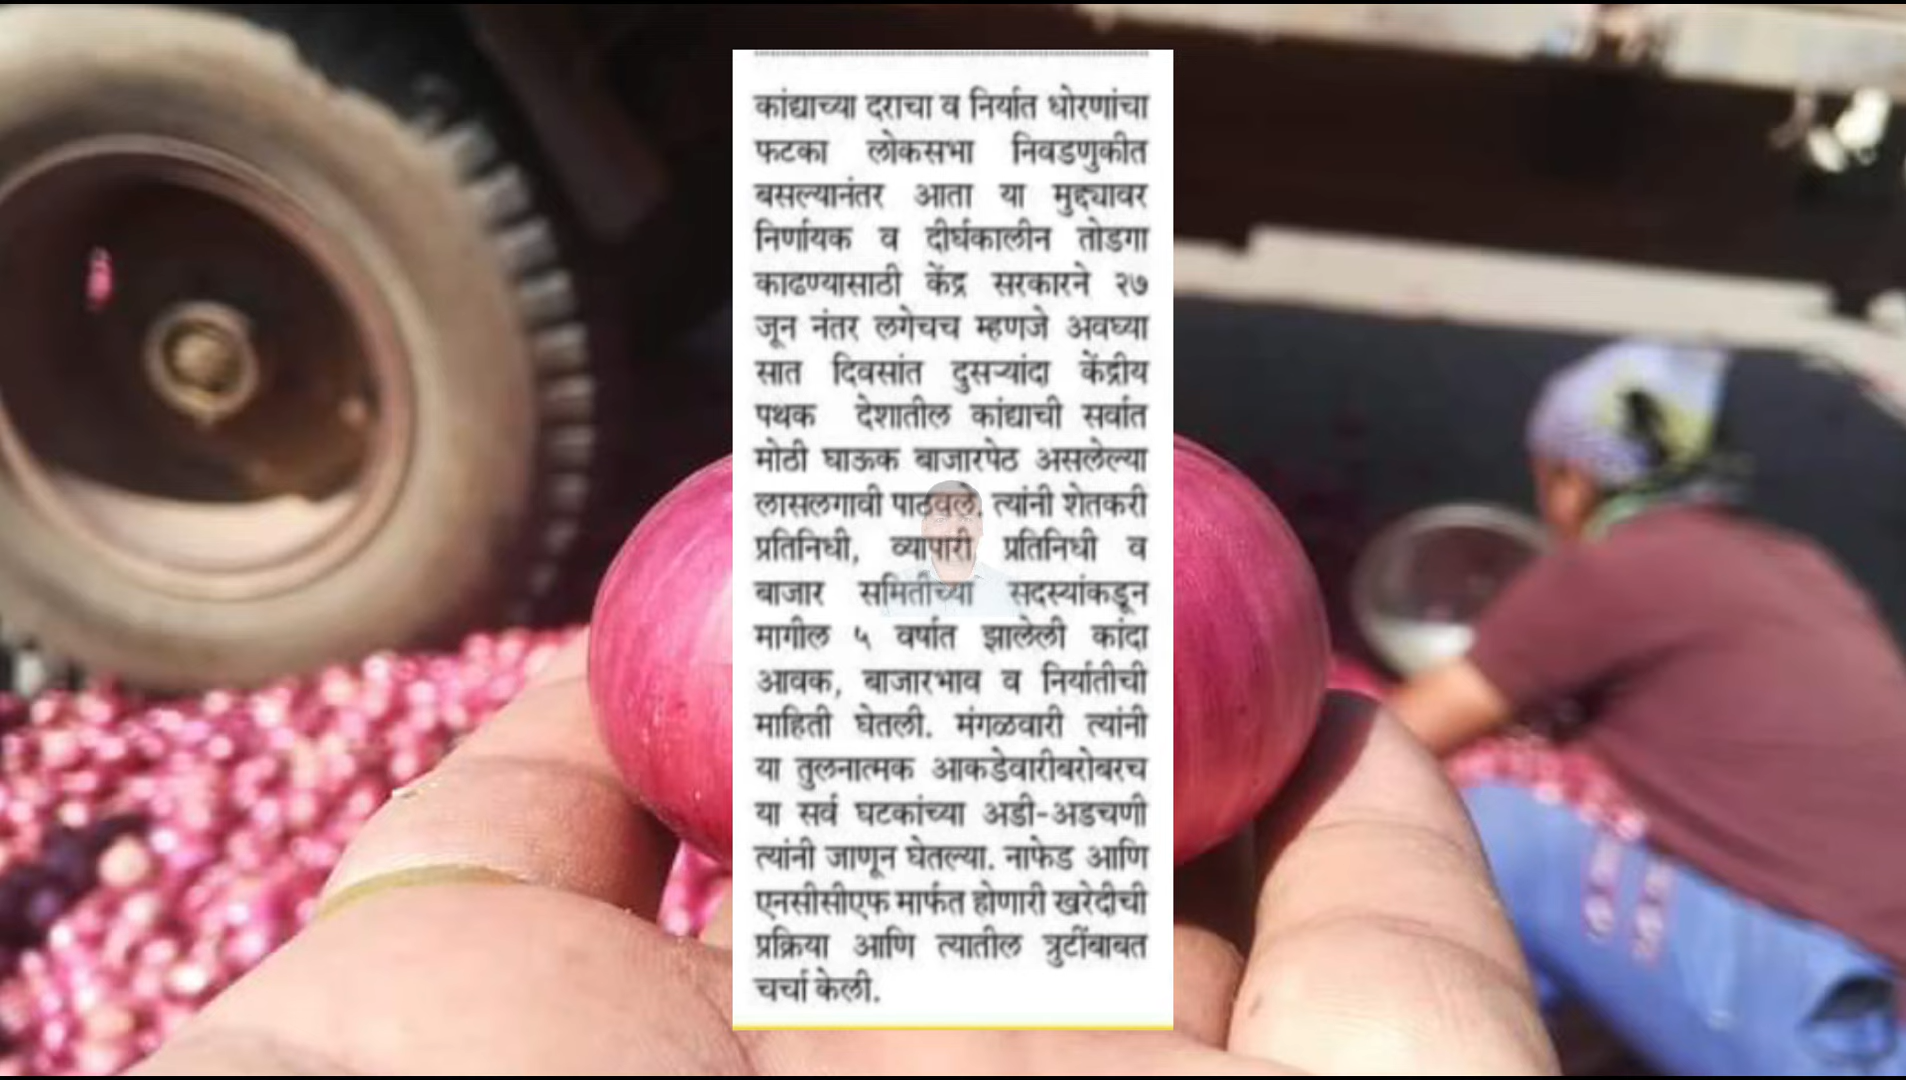 कांद्याच्या दराचा व निर्यात धोरणांचा
फटका लोकसभा निवडणुकीत
बसल्यानंतर आता या मुद्द्यावर
निर्णायक व दीर्घकालीन तोडगा
काढण्यासाठी केंद्र सरकारने २७
जून नंतर लगेचच म्हणजे अवघ्या
सात दिवसांत दुसऱ्यांदा केंद्रीय
पथक देशातील कांद्याची सर्वात
मोठी घाऊक बाजारपेठ असलेल्या
लासलगावी पाठवले. त्यांनी शेतकरी
प्रतिनिधी, व्यापारी प्रतिनिधी व
बाजार समितीच्या सदस्यांकडून
मागील ५ वर्षात झालेली कांदा
आवक, बाजारभाव व निर्यातीची
माहिती घेतली. मंगळवारी त्यांनी
या तुलनात्मक आकडेवारीबरोबरच
या सर्व घटकांच्या अडी-अडचणी
त्यांनी जाणून घेतल्या. नाफेड आणि
एनसीसीएफ मार्फत होणारी खरेदीची
प्रक्रिया आणि त्यातील त्रुटींबाबत
चर्चा केली.